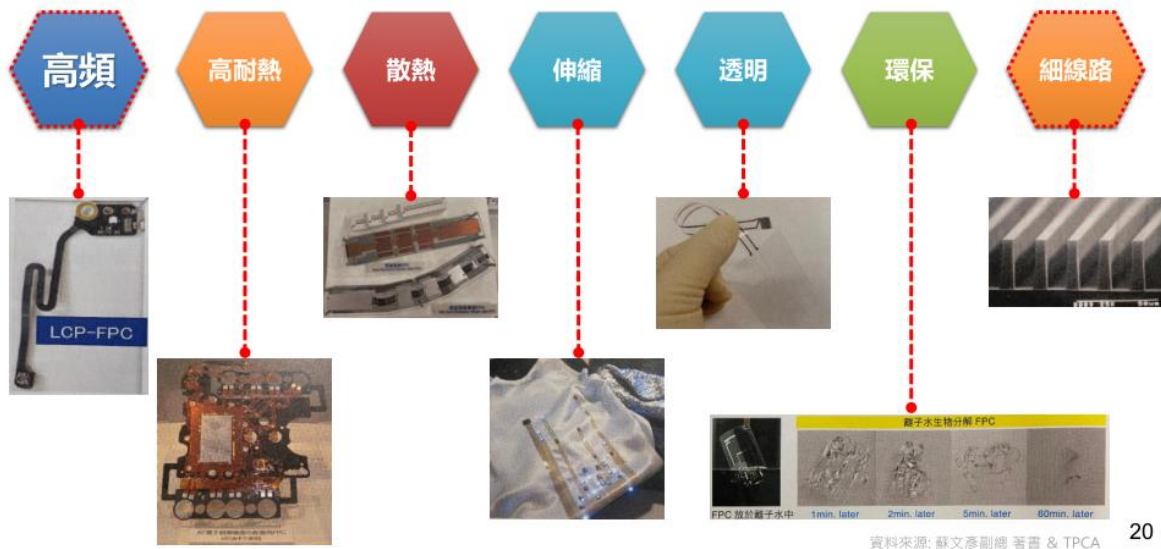 高頻
高耐熱
散熱
伸縮
透明
環保
細線路
LCP-FPC
離子水生物分解 FPC
FPC 放於離子水中
1min. later
2min. later
5min. later
60min. later
資料來源: 蘇文彥副總 著書 & TPCA
20